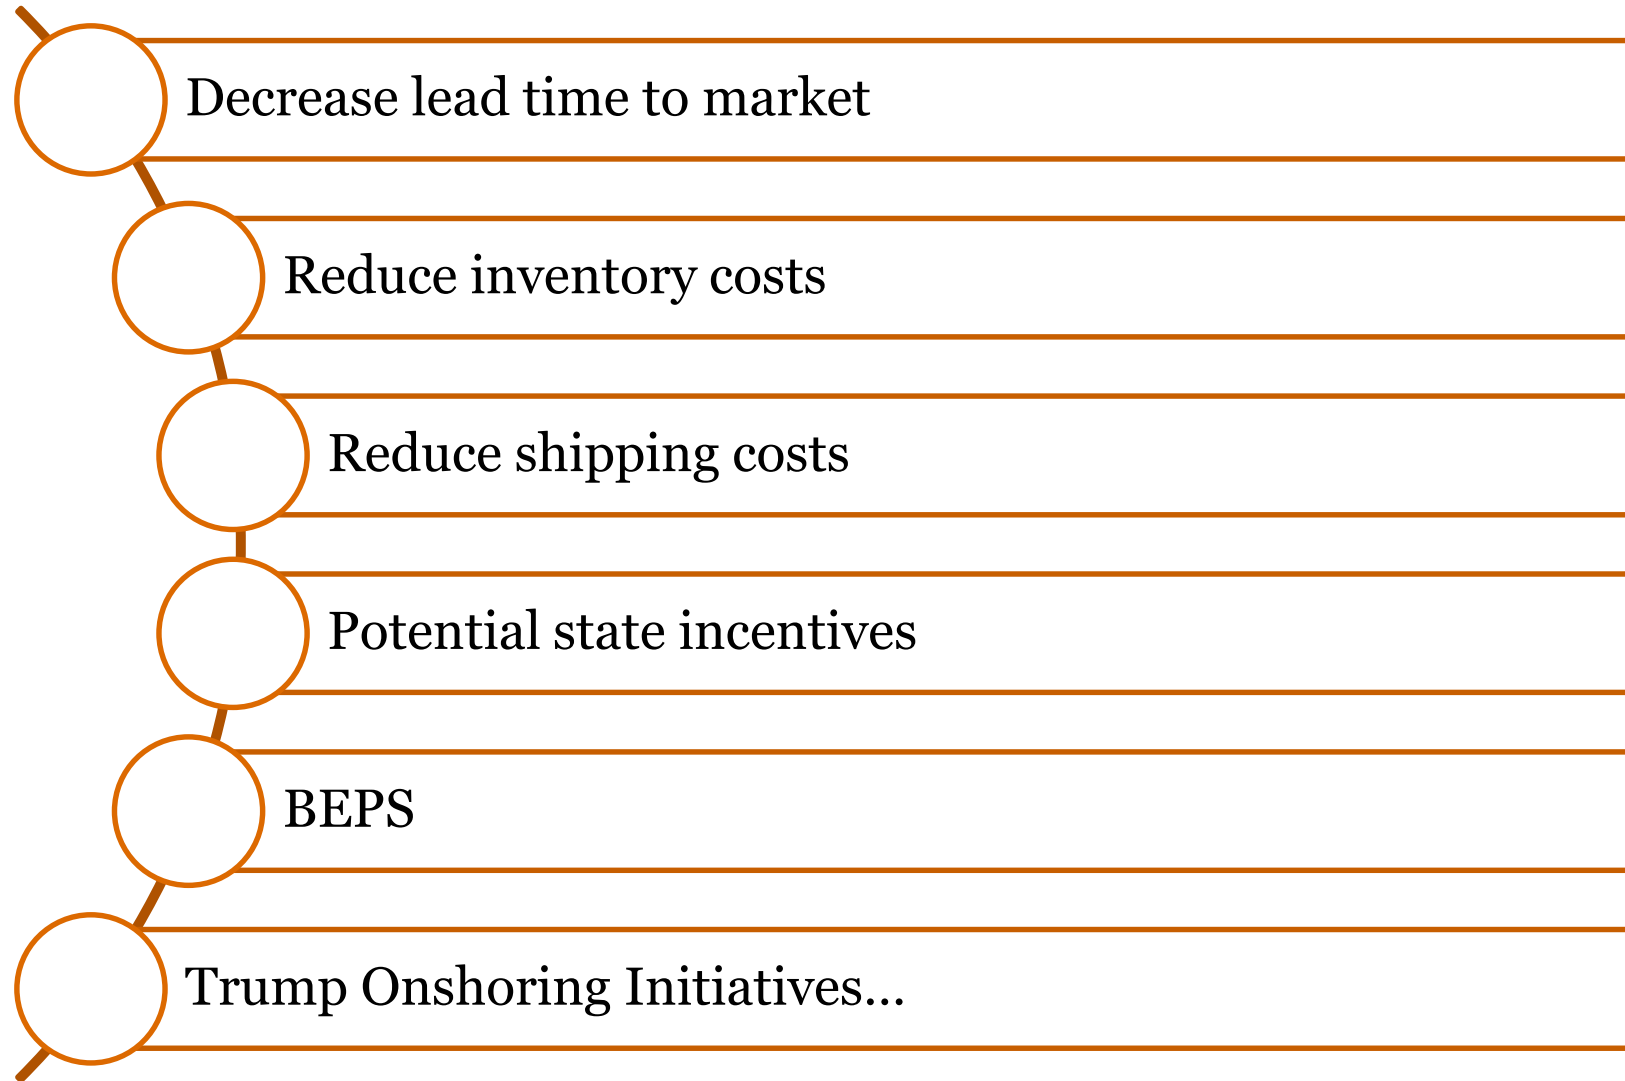 Decrease lead time to market
Reduce inventory costs
Reduce shipping costs
Potential state incentives
BEPS
Trump Onshoring Initiatives...